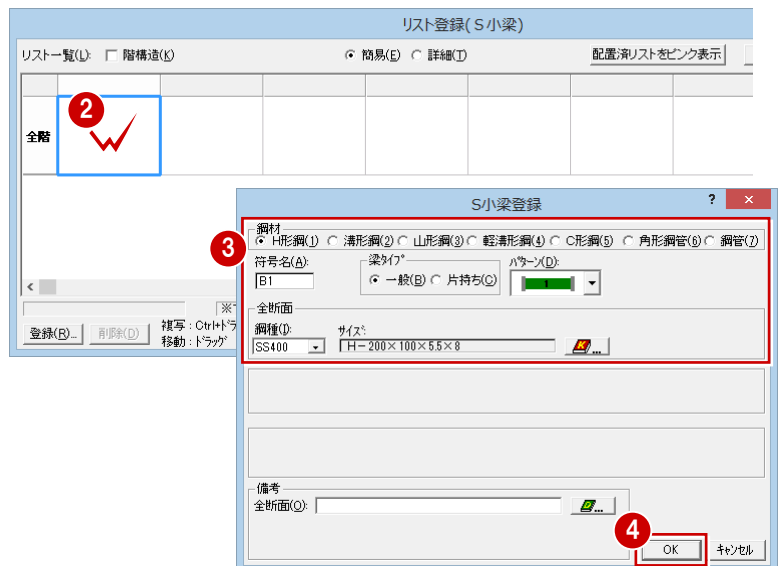 リスト登録(S小梁)
リスト一覧(L): 階構造(K) 簡易(E) 詳細(T) 配置済リストをピンク表示
2
全階
S小梁登録 ? ×
3
鋼材
H形鋼(1) 溝形鋼(2) 山形鋼(3) 軽溝形鋼(4) C形鋼(5) 角形鋼管(6) 鋼管(7)
符号名(A): 梁タイプ パターン(D):
B1 一般(B) 片持ち(C)
全断面
鋼種(I): サイズ:
SS400 H-200×100×5.5×8
登録(R)... 削除(D) 複写:Ctrl+ドラ
移動:ドラッグ
備考
全断面(O):
4
OK キャンセル